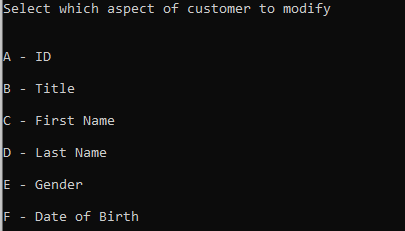 Select which aspect of customer to modify
A - ID
B - Title
C - First Name
D - Last Name
E - Gender
F - Date of Birth